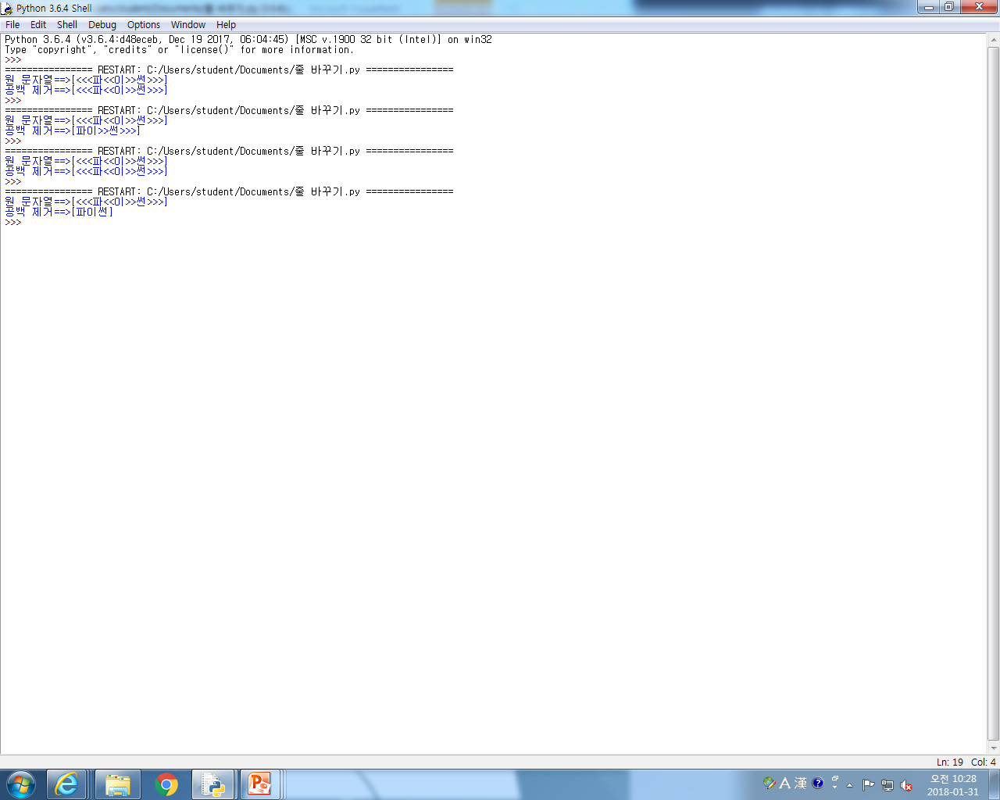 Python 3.6.4 Shell
File Edit Shell Debug Options Window Help
Python 3.6.4 (v3.6.4:d48eceb, Dec 19 2017, 06:04:45) [MSC v.1900 32 bit (Intel)] on win32
Type "copyright", "credits" or "license()" for more information.
>>>
================ RESTART: C:/Users/student/Documents/줄 바꾸기.py ================
원 문자열==>[<<<파<<이>>썬>>>]
공백 제거==>[<<<파<<이>>썬>>>]
>>>
================ RESTART: C:/Users/student/Documents/줄 바꾸기.py ================
원 문자열==>[<<<파<<이>>썬>>>]
공백 제거==>[파이>>썬>>>]
>>>
================ RESTART: C:/Users/student/Documents/줄 바꾸기.py ================
원 문자열==>[<<<파<<이>>썬>>>]
공백 제거==>[<<<파<<이>>썬>>>]
>>>
================ RESTART: C:/Users/student/Documents/줄 바꾸기.py ================
원 문자열==>[<<<파<<이>>썬>>>]
공백 제거==>[파이썬]
>>>
Ln: 19 Col: 4
A 漢
오전 10:28
2018-01-31